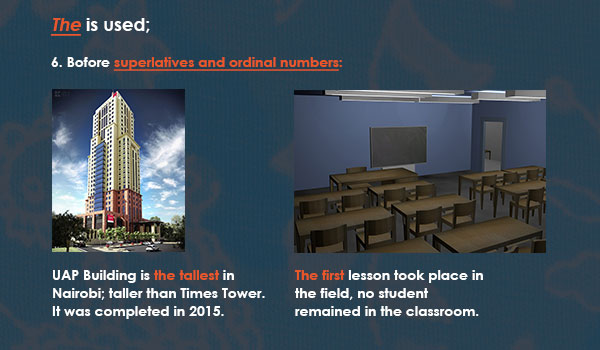 The is used;
6. Bofore superlatives and ordinal numbers:
UAP Building is the tallest in
Nairobi; taller than Times Tower.
It was completed in 2015.
The first lesson took place in
the field, no student
remained in the classroom.